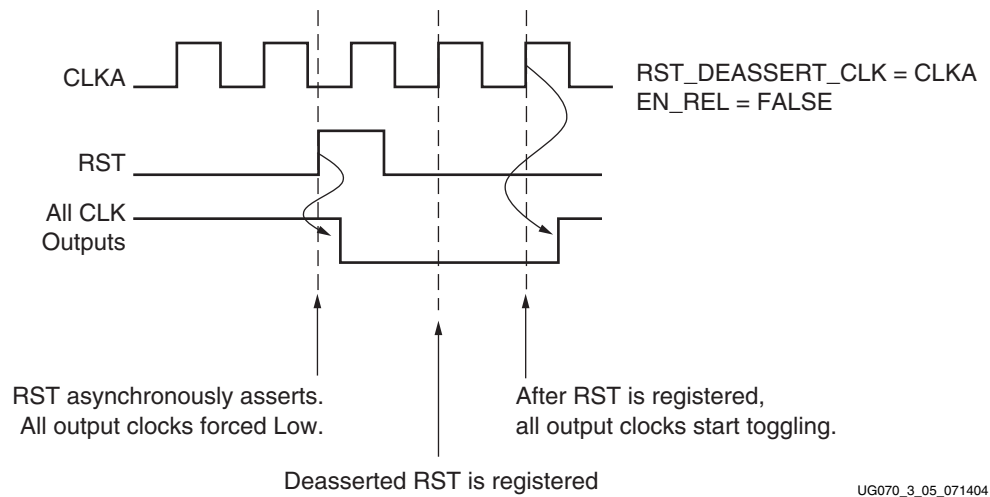 CLKA
RST_DEASSERT_CLK = CLKA
EN_REL = FALSE
RST
All CLK
Outputs
RST asynchronously asserts.
All output clocks forced Low.
After RST is registered,
all output clocks start toggling.
Deasserted RST is registered
UG070_3_05_071404